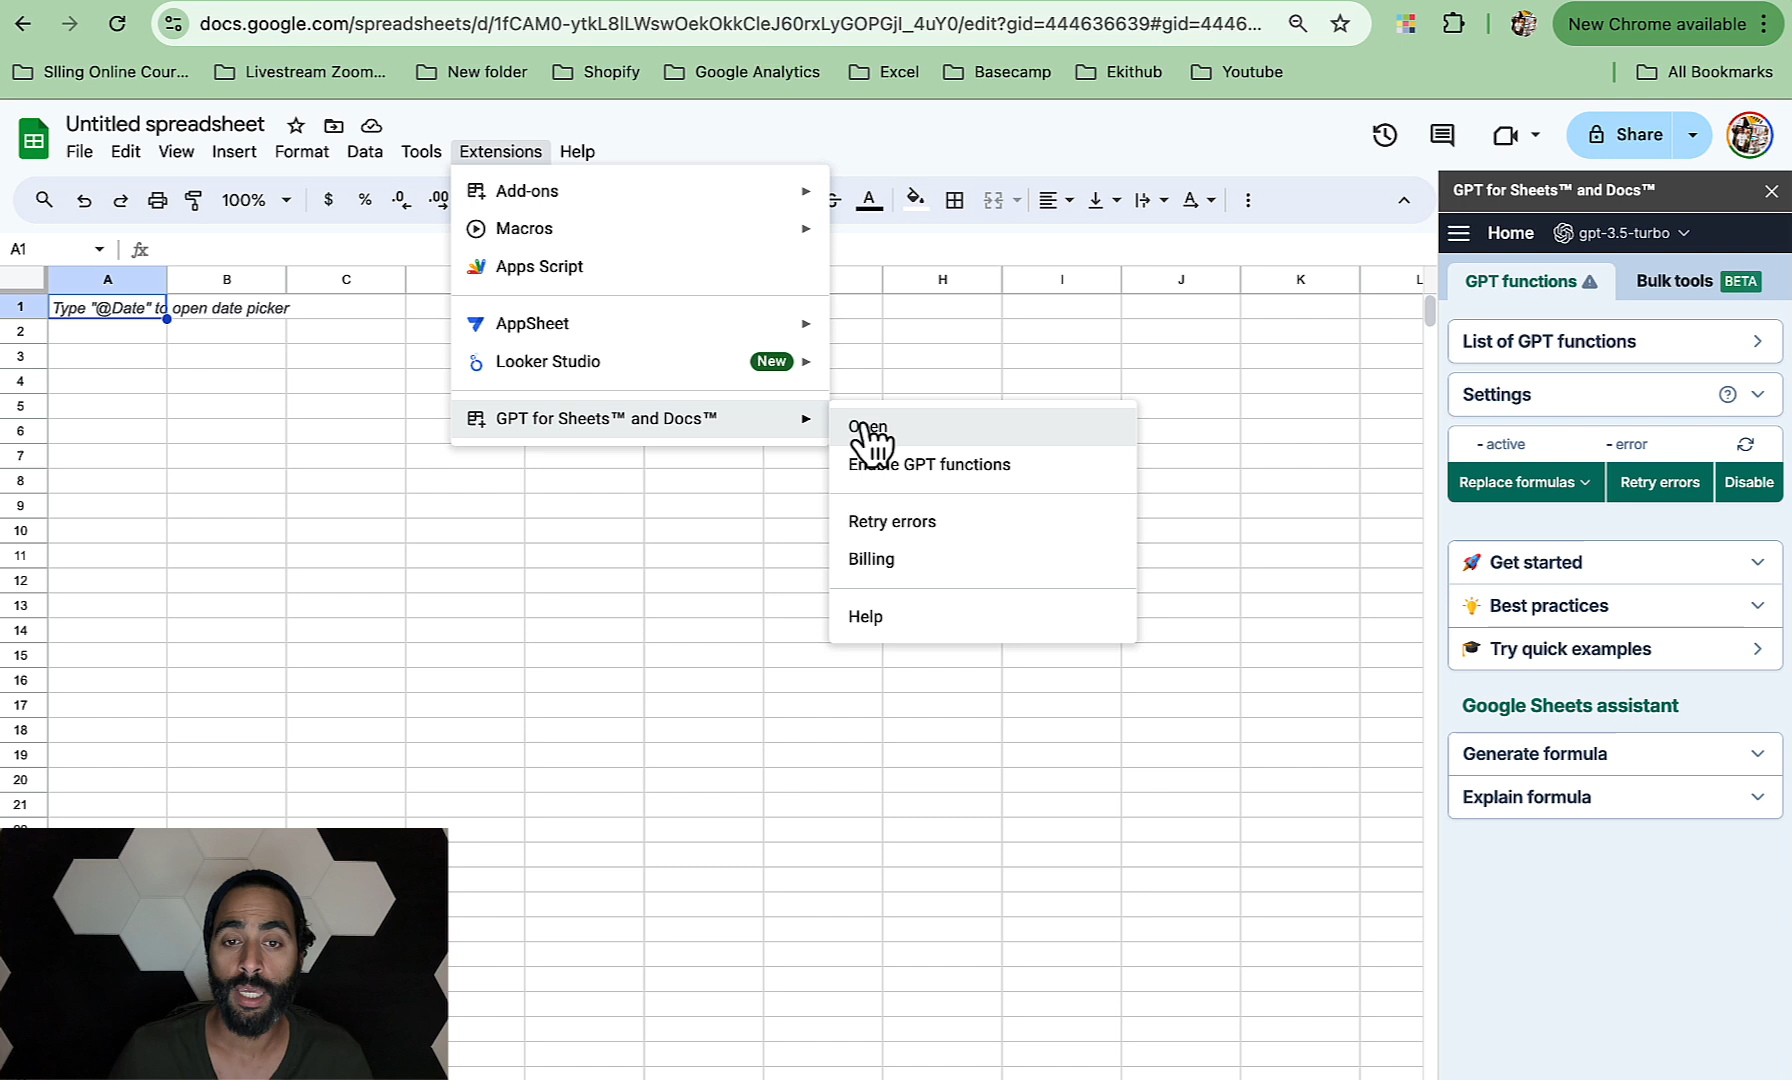 docs.google.com/spreadsheets/d/1fCAM0-ytkL8lLWswOekOkkCleJ60rxLyGOPGjI_4uY0/edit?gid=444636639#gid=4446...
New Chrome available
Slling Online Cour...
Livestream Zoom...
New folder
Shopify
Google Analytics
Excel
Basecamp
Ekithub
Youtube
All Bookmarks
Untitled spreadsheet
File
Edit
View
Insert
Format
Data
Tools
Extensions
Help
Share
100%
$
%
.0
.00
A
A1
fx
A
B
C
H
I
J
K
L
1
Type "@Date" to open date picker
2
3
4
5
6
7
8
9
10
11
12
13
14
15
16
17
18
19
20
21
Add-ons
Macros
Apps Script
AppSheet
Looker Studio
New
GPT for Sheets™ and Docs™
Open
Enable GPT functions
Retry errors
Billing
Help
GPT for Sheets™ and Docs™
Home
gpt-3.5-turbo
GPT functions
Bulk tools
BETA
List of GPT functions
Settings
- active
- error
Replace formulas
Retry errors
Disable
Get started
Best practices
Try quick examples
Google Sheets assistant
Generate formula
Explain formula